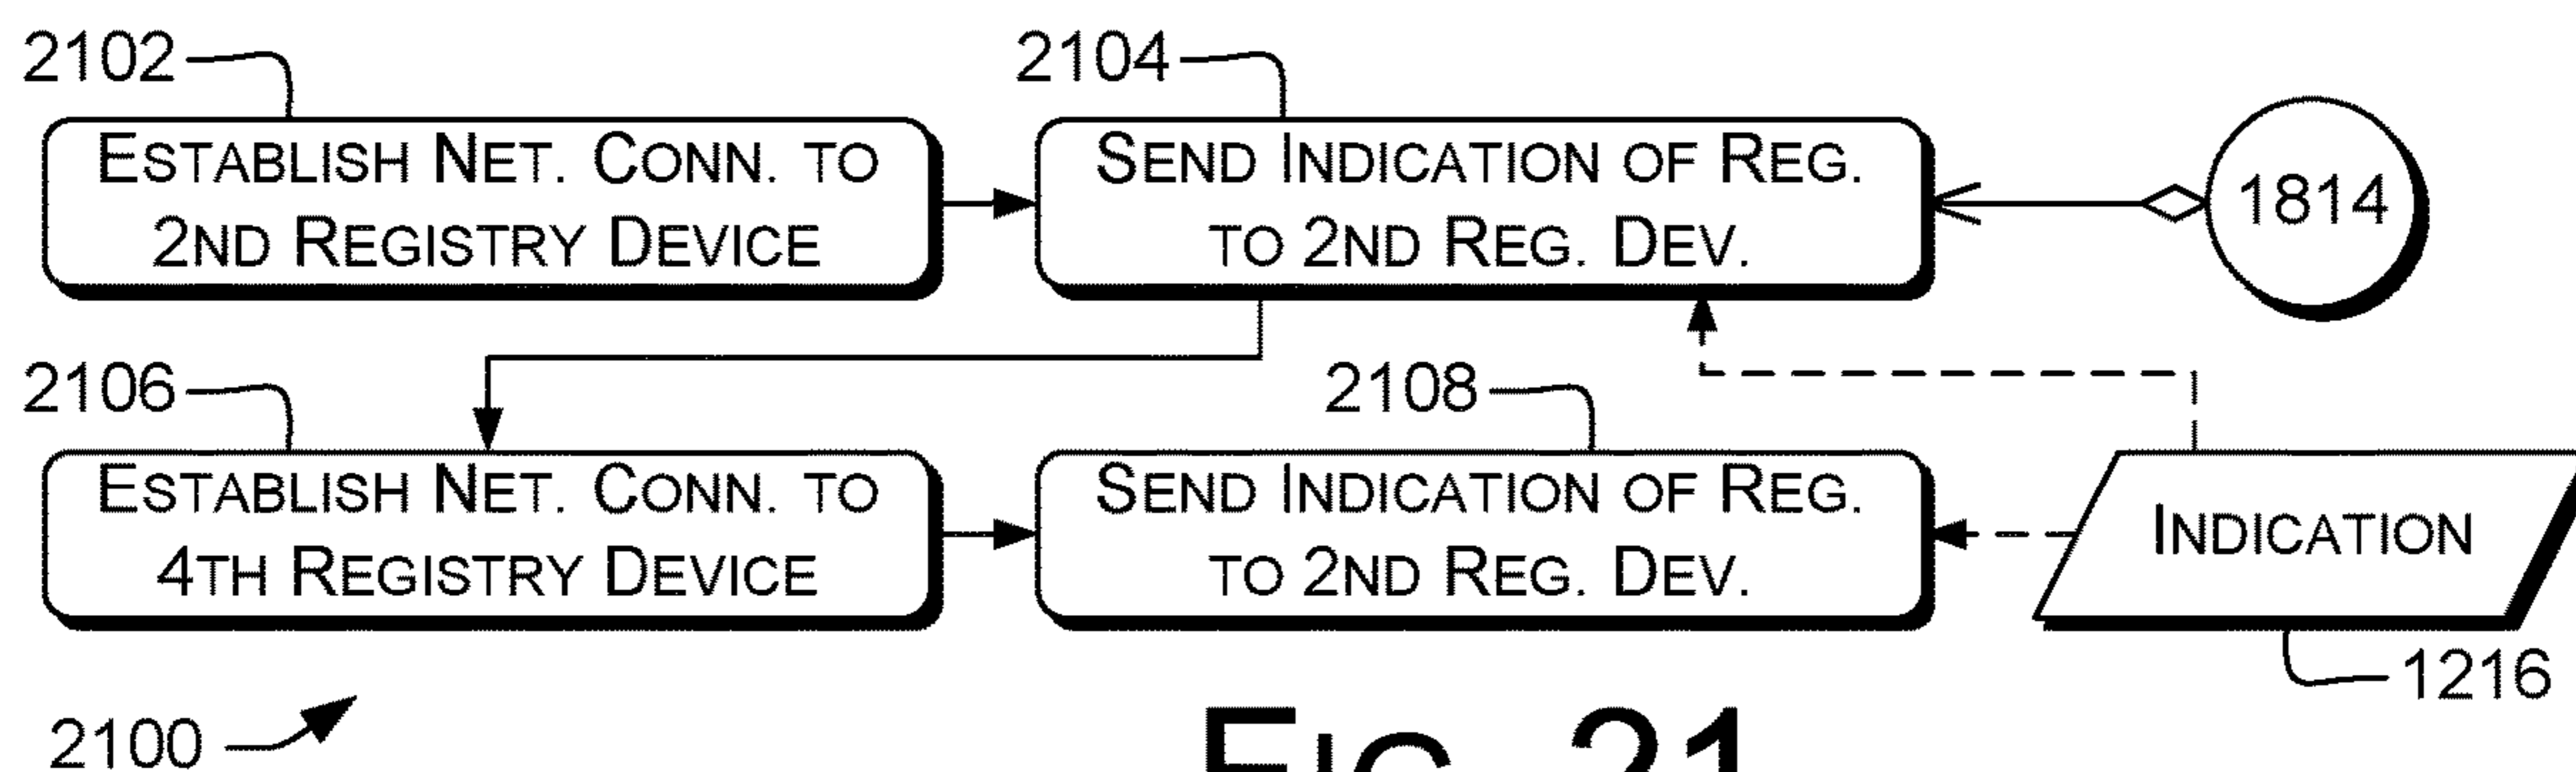 2102
2104
ESTABLISH NET. CONN. TO
2ND REGISTRY DEVICE
SEND INDICATION OF REG.
TO 2ND REG. DEV.
1814
2106
2108
ESTABLISH NET. CONN. TO
4TH REGISTRY DEVICE
SEND INDICATION OF REG.
TO 2ND REG. DEV.
INDICATION
1216
2100
FIG. 21